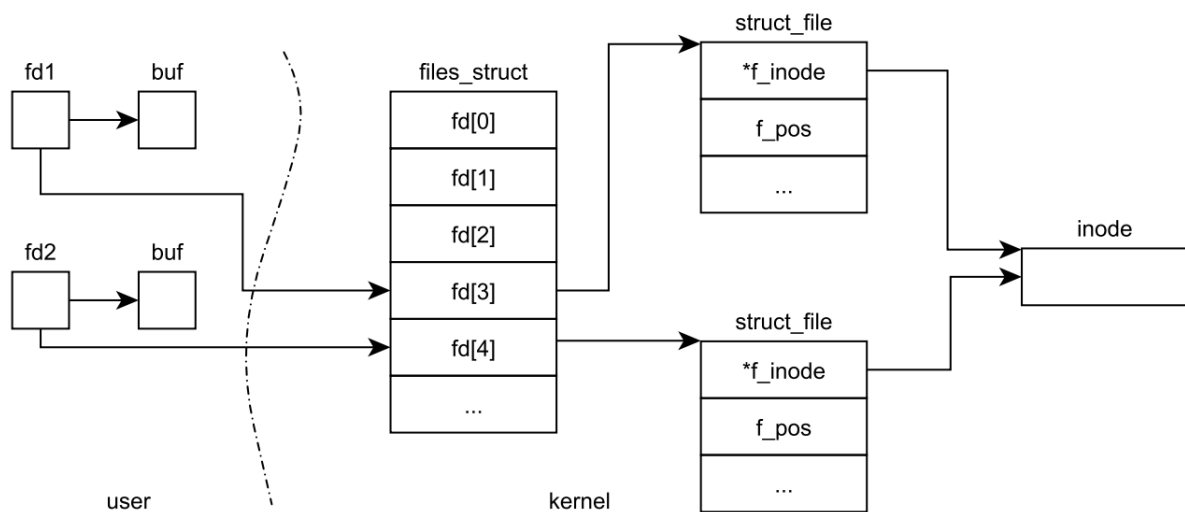 fd1
buf
fd2
buf
user
files_struct
fd[0]
fd[1]
fd[2]
fd[3]
fd[4]
...
kernel
struct_file
*f_inode
f_pos
...
struct_file
*f_inode
f_pos
...
inode